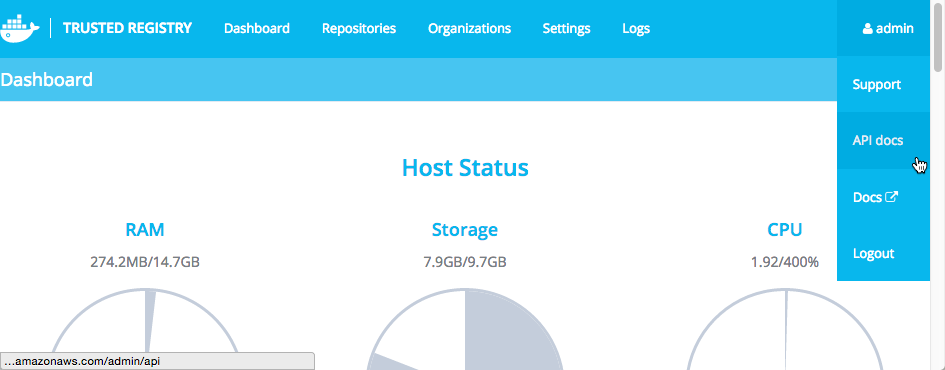 TRUSTED REGISTRY Dashboard Repositories Organizations Settings Logs admin
Dashboard
Support
API docs
Docs
Logout
Host Status
RAM Storage CPU
274.2MB/14.7GB 7.9GB/9.7GB 1.92/400%
...amazonaws.com/admin/api